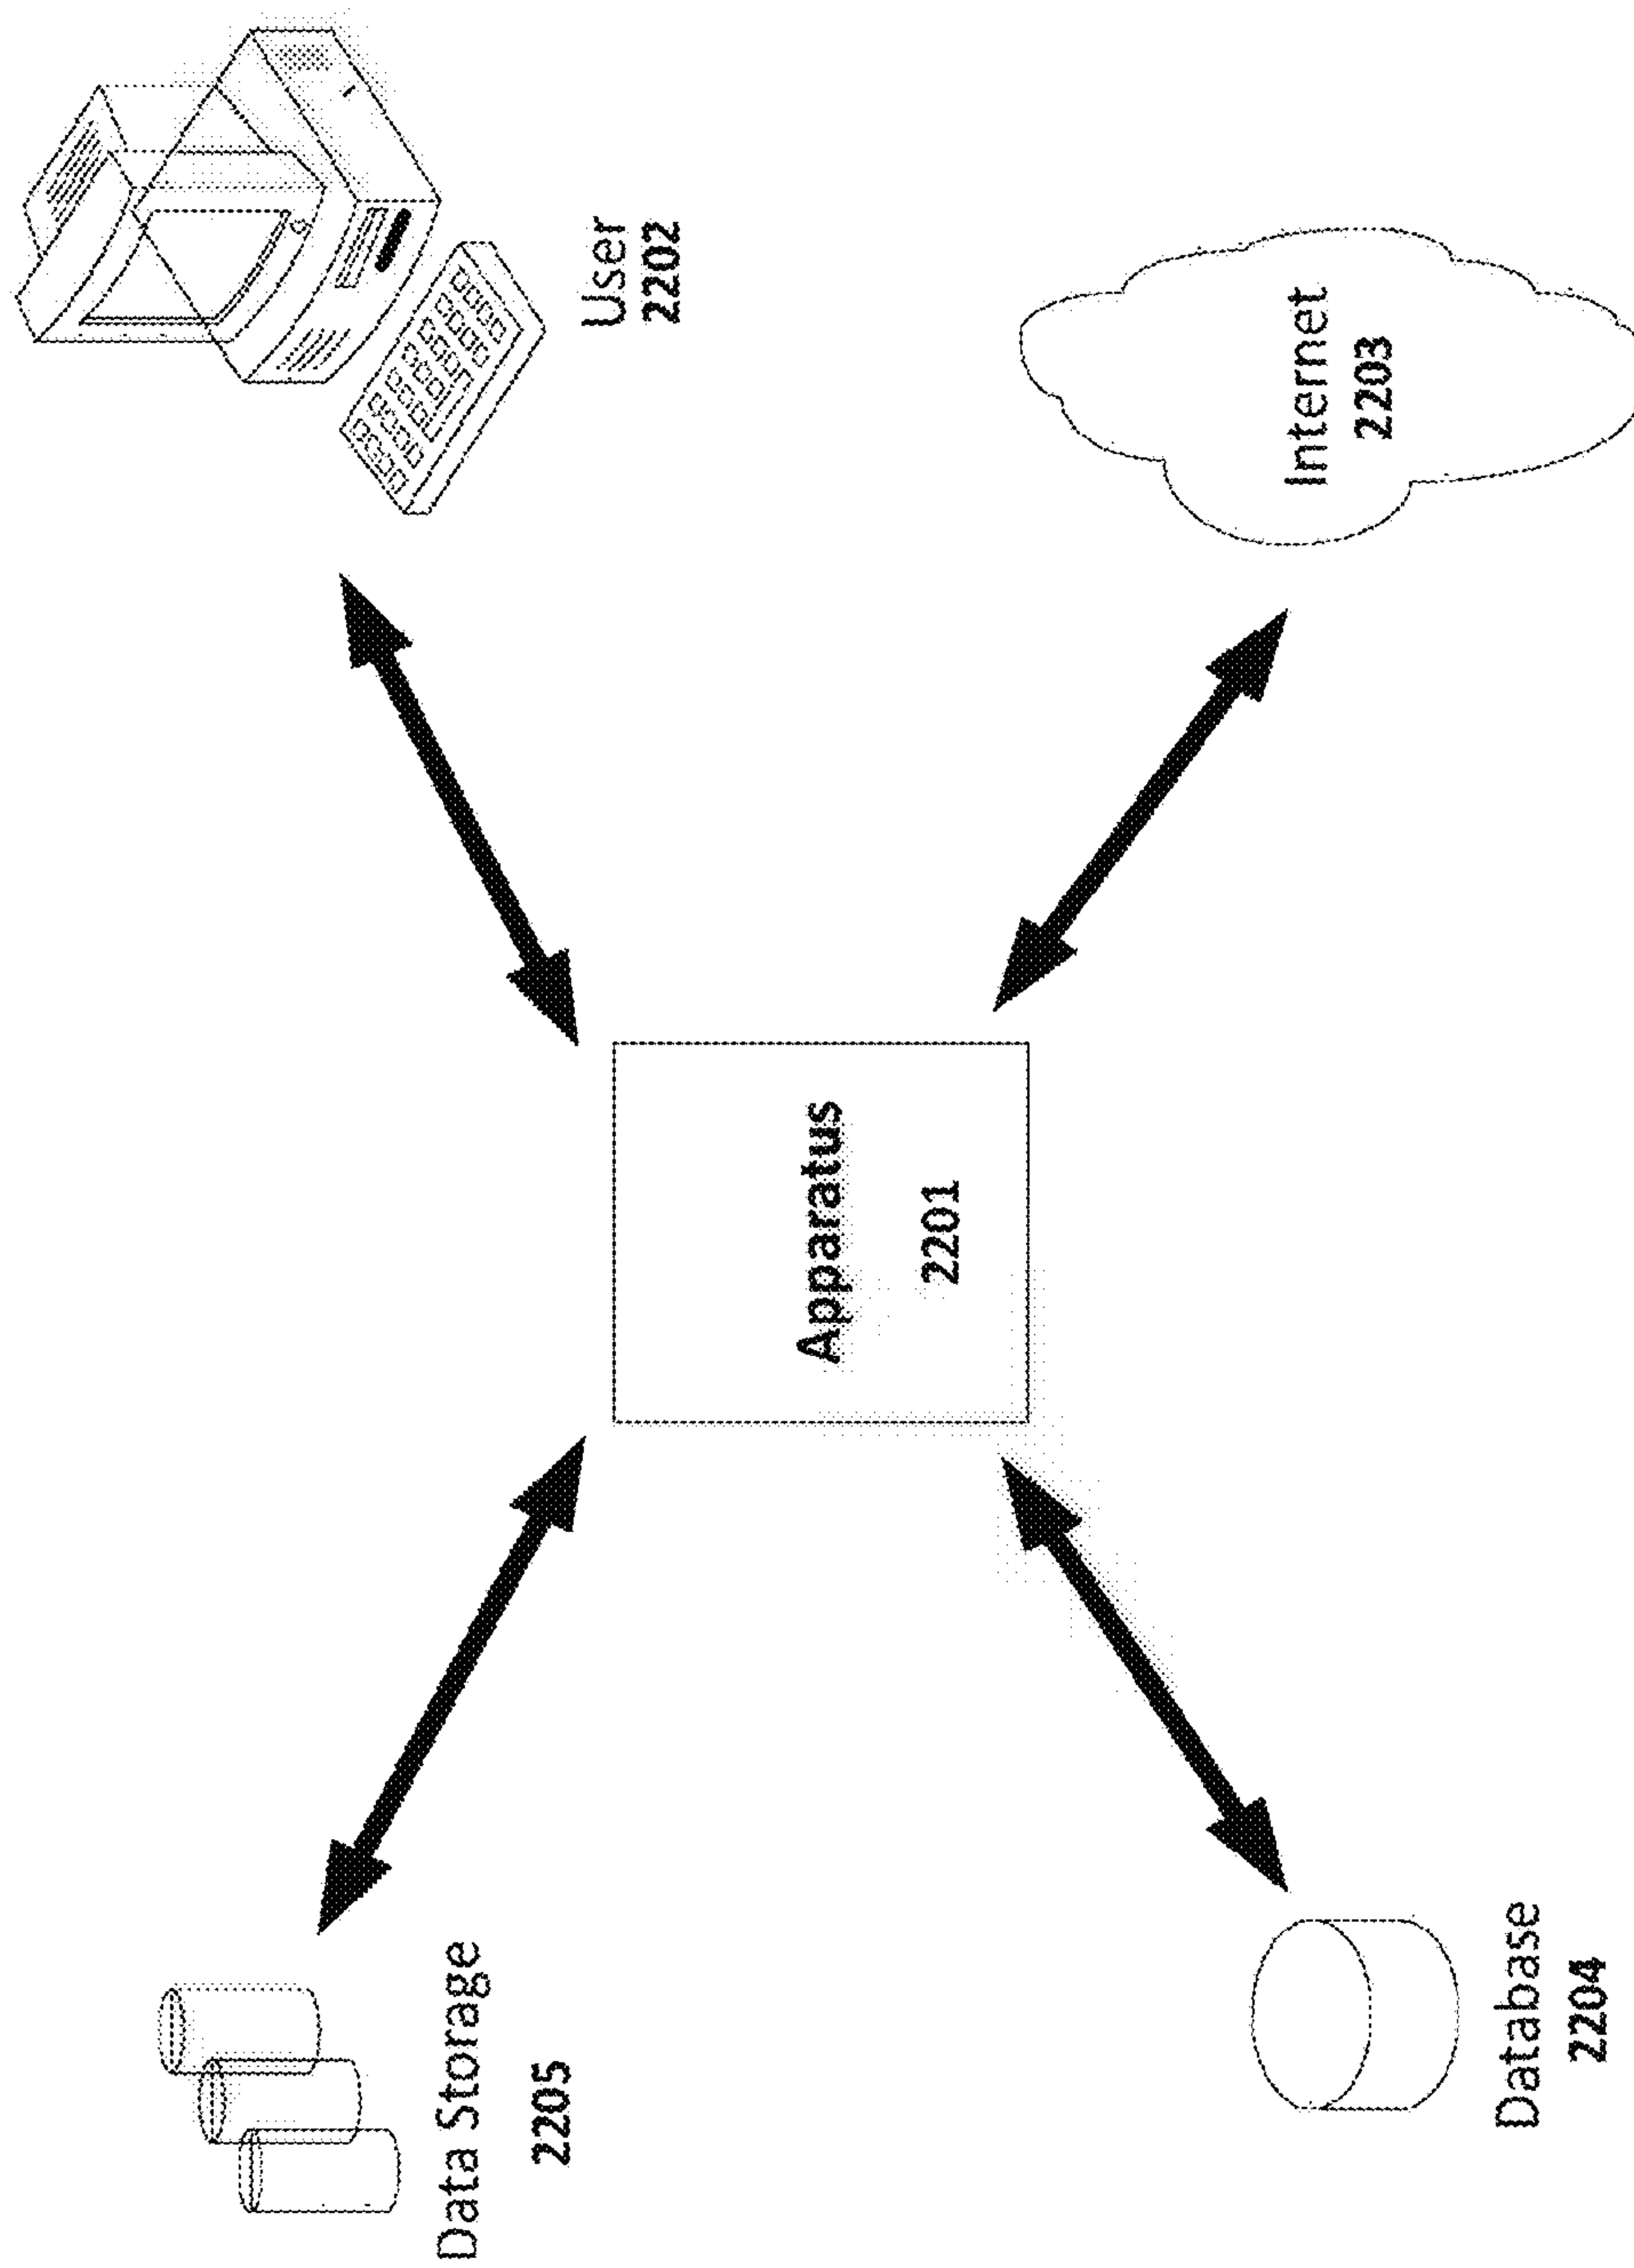 Data Storage
2205
User
2202
Apparatus
2201
Database
2204
Internet
2203